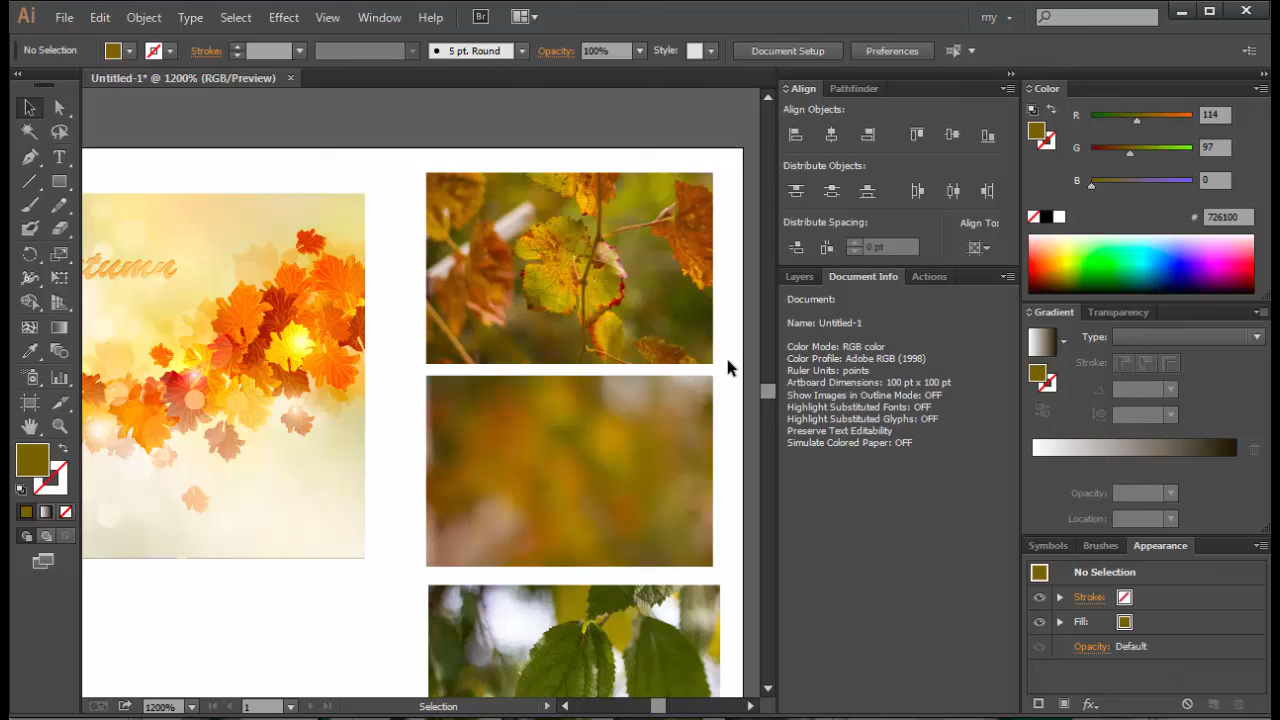 Ai File Edit Object Type Select Effect View Window Help Br my
No Selection Stroke: 5 pt. Round Opacity: 100% Style: Document Setup Preferences
Untitled-1* @ 1200% (RGB/Preview) ×
Align Pathfinder
Align Objects:
Distribute Objects:
Distribute Spacing: Align To:
0 pt
Layers Document Info Actions
Document:
Name: Untitled-1
Color Mode: RGB color
Color Profile: Adobe RGB (1998)
Ruler Units: points
Artboard Dimensions: 100 pt x 100 pt
Show Images in Outline Mode: OFF
Highlight Substituted Fonts: OFF
Highlight Substituted Glyphs: OFF
Preserve Text Editability
Simulate Colored Paper: OFF
Color
R 114
G 97
B 0
# 726100
Gradient Transparency
Type:
Stroke:
Opacity:
Location:
Symbols Brushes Appearance
No Selection
Stroke:
Fill:
Opacity: Default
fx
utumn
1200% 1 Selection